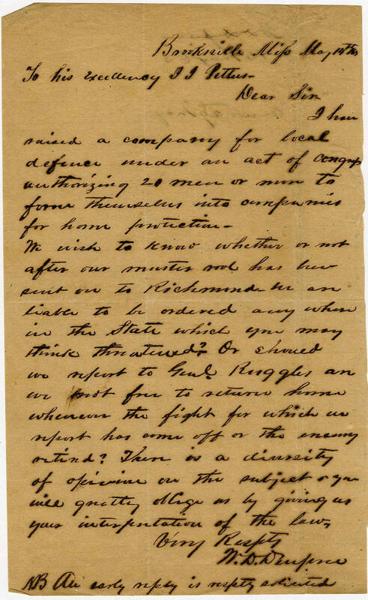 Brooksville Miss May 18th
To his excellency J J Pettus
Dear Sir
I have
raised a company for local
defence under an act of congress
authorizing 20 men or more to
form themselves into companies
for home protection -
We wish to know whether or not
after our muster roll has been
sent on to Richmond we are
liable to be ordered any where
in the State which you may
think threatened? Or should
we report to Genl. Ruggles are
we not free to return home
whenever the fight for which we
report has come off or the enemy
retired? There is a diversity
of opinion on the subject & you
will greatly oblige us by giving us
your interpretation of the law,
Very Respty
W. D.
NB An early reply is respty solicited